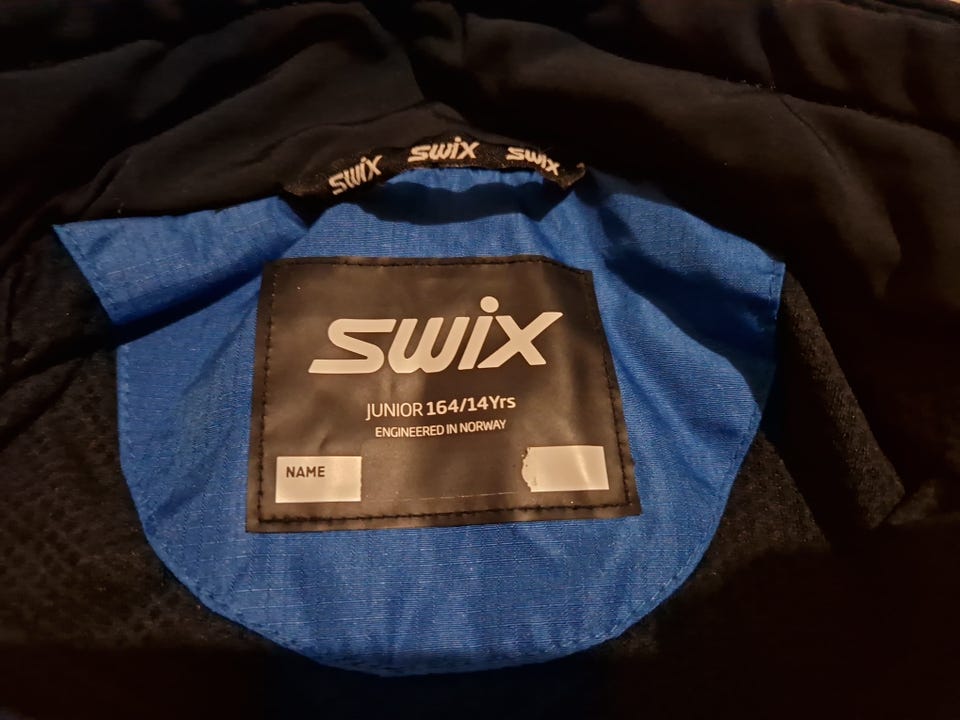 swix swix swix
swix
JUNIOR 164/14Yrs
ENGINEERED IN NORWAY
NAME